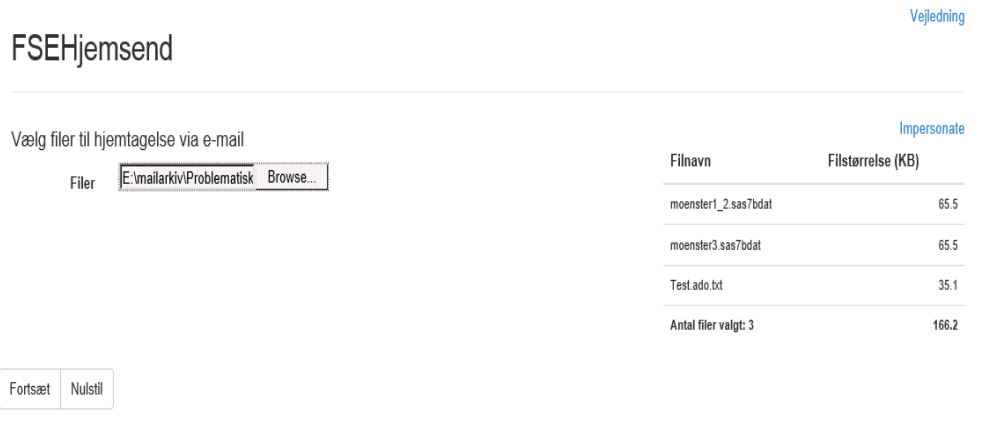 Vejledning
FSEHjemsend
Vælg filer til hjemtagelse via e-mail
Filer E:\mailarkiv\Problematisk Browse...
Impersonate
Filnavn Filstørrelse (KB)
moenster1_2.sas7bdat 65.5
moenster3.sas7bdat 65.5
Test.ado.txt 35.1
Antal filer valgt: 3 166.2
Fortsæt Nulstil